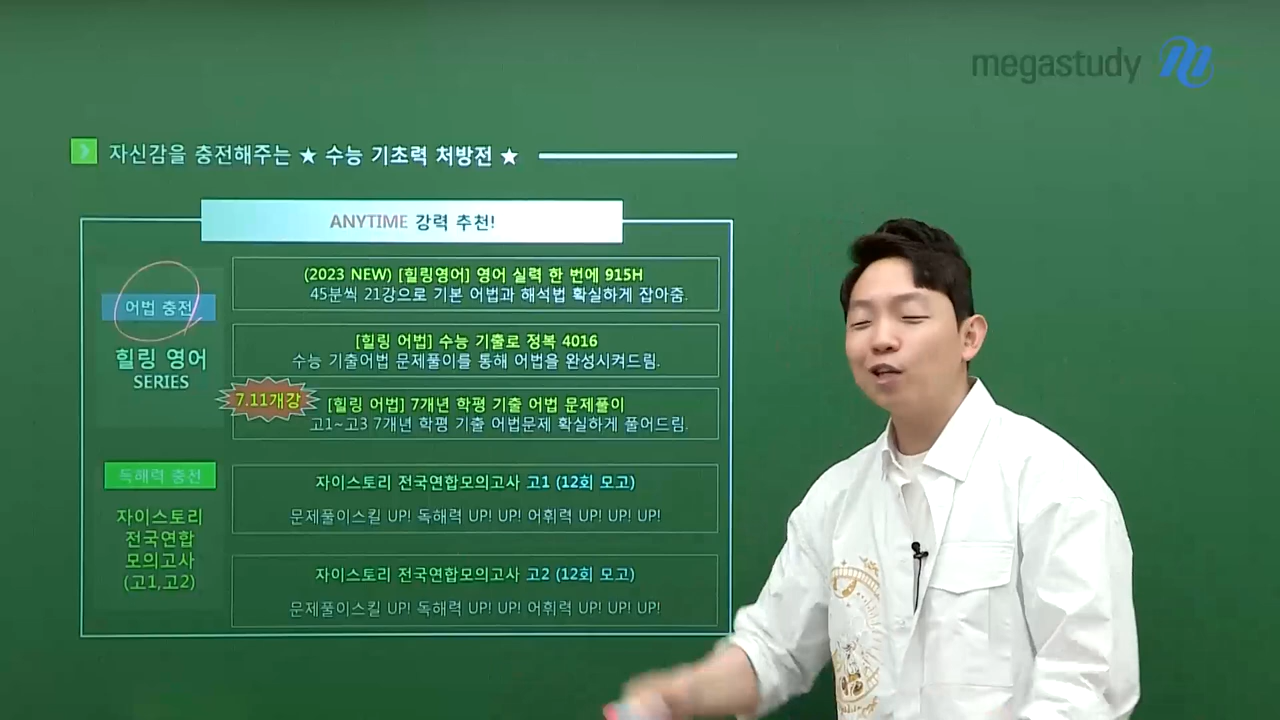 megastudy
자신감을 충전해주는 ★ 수능 기초력 처방전 ★
ANYTIME 강력 추천!
어법 충전
힐링 영어
SERIES
(2023 NEW) [힐링영어] 영어 실력 한 번에 915H
45분씩 21강으로 기본 어법과 해석법 확실하게 잡아줌.
[힐링 어법] 수능 기출로 정복 4016
수능 기출어법 문제풀이를 통해 어법을 완성시켜드림.
7.11개강
[힐링 어법] 7개년 학평 기출 어법 문제풀이
고1~고3 7개년 학평 기출 어법문제 확실하게 풀어드림.
독해력 충전
자이스토리
전국연합
모의고사
(고1,고2)
자이스토리 전국연합모의고사 고1 (12회 모고)
문제풀이스킬 UP! 독해력 UP! UP! 어휘력 UP! UP! UP!
자이스토리 전국연합모의고사 고2 (12회 모고)
문제풀이스킬 UP! 독해력 UP! UP! 어휘력 UP! UP! UP!